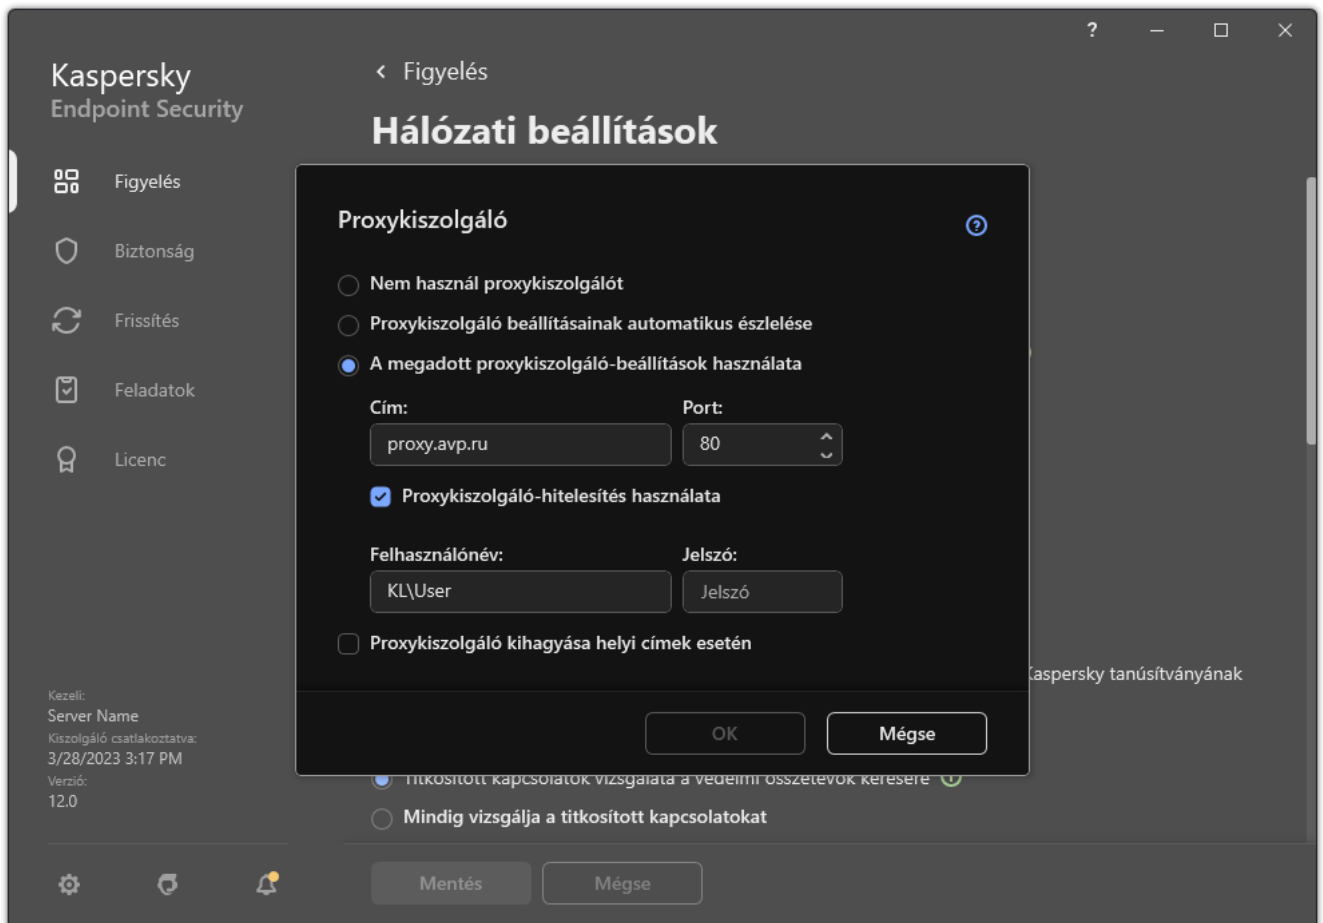 Kaspersky
Endpoint Security
Figyelés
Biztonság
Frissítés
Feladatok
Licenc
Kezeli:
Server Name
Kiszolgáló csatlakoztatva:
3/28/2023 3:17 PM
Verzió:
12.0
?
Figyelés
Hálózati beállítások
Proxykiszolgáló
?
Nem használ proxykiszolgálót
Proxykiszolgáló beállításainak automatikus észlelése
A megadott proxykiszolgáló-beállítások használata
Cím: Port:
proxy.avp.ru 80
Proxykiszolgáló-hitelesítés használata
Felhasználónév: Jelszó:
KL\User Jelszó
Proxykiszolgáló kihagyása helyi címek esetén
OK Mégse
Kaspersky tanúsítványának
Titkosított kapcsolatok vizsgálata a védelmi összetevők kérésére
Mindig vizsgálja a titkosított kapcsolatokat
Mentés Mégse